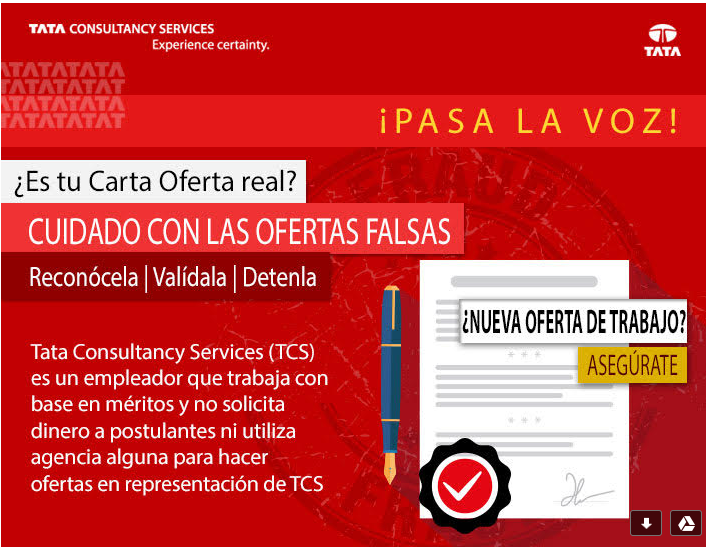 TATA CONSULTANCY SERVICES
Experience certainty.
TATA
TATATATATA
TATATATAT
TATATATATA
TATATATAT
¡PASA LA VOZ!
¿Es tu Carta Oferta real?
CUIDADO CON LAS OFERTAS FALSAS
Reconócela | Valídala | Detenla
FRAUD
¿NUEVA OFERTA DE TRABAJO?
ASEGÚRATE
Tata Consultancy Services (TCS)
es un empleador que trabaja con
base en méritos y no solicita
dinero a postulantes ni utiliza
agencia alguna para hacer
ofertas en representación de TCS